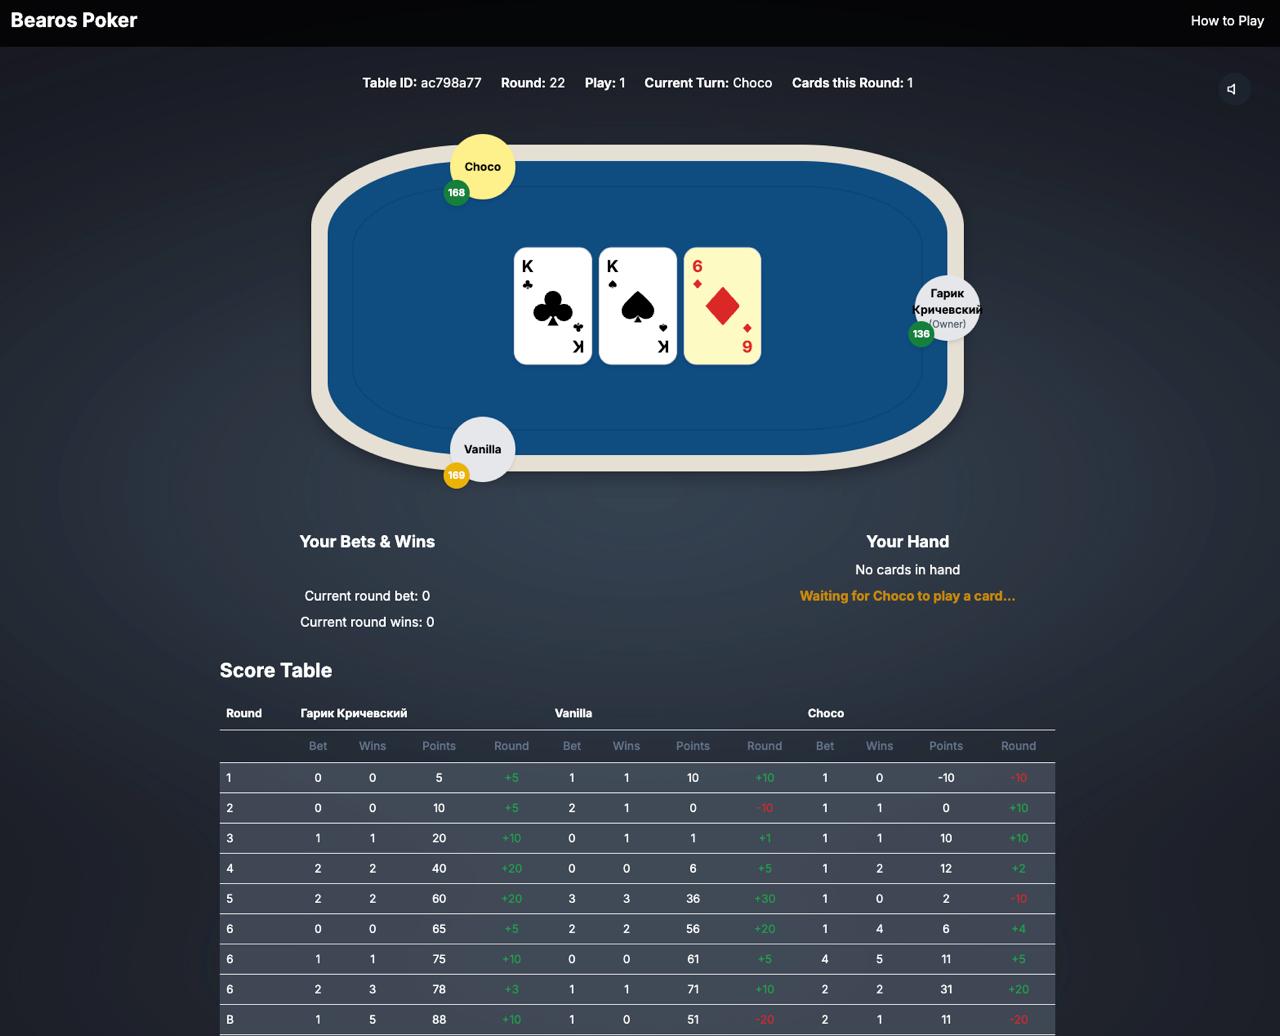 Bearos Poker
How to Play
Table ID: ac798a77 Round: 22 Play: 1 Current Turn: Choco Cards this Round: 1
Choco
168
K K 6
K K 6
Гарик
Кричевский
(Owner)
136
Vanilla
169
Your Bets & Wins
Current round bet: 0
Current round wins: 0
Your Hand
No cards in hand
Waiting for Choco to play a card...
Score Table
Round Гарик Кричевский Vanilla Choco
Bet Wins Points Round Bet Wins Points Round Bet Wins Points Round
1 0 0 5 +5 1 1 10 +10 1 0 -10 -10
2 0 0 10 +5 2 1 0 -10 1 1 0 +10
3 1 1 20 +10 0 1 1 +1 1 1 10 +10
4 2 2 40 +20 0 0 6 +5 1 2 12 +2
5 2 2 60 +20 3 3 36 +30 1 0 2 -10
6 0 0 65 +5 2 2 56 +20 1 4 6 +4
6 1 1 75 +10 0 0 61 +5 4 5 11 +5
6 2 3 78 +3 1 1 71 +10 2 2 31 +20
B 1 5 88 +10 1 0 51 -20 2 1 11 -20